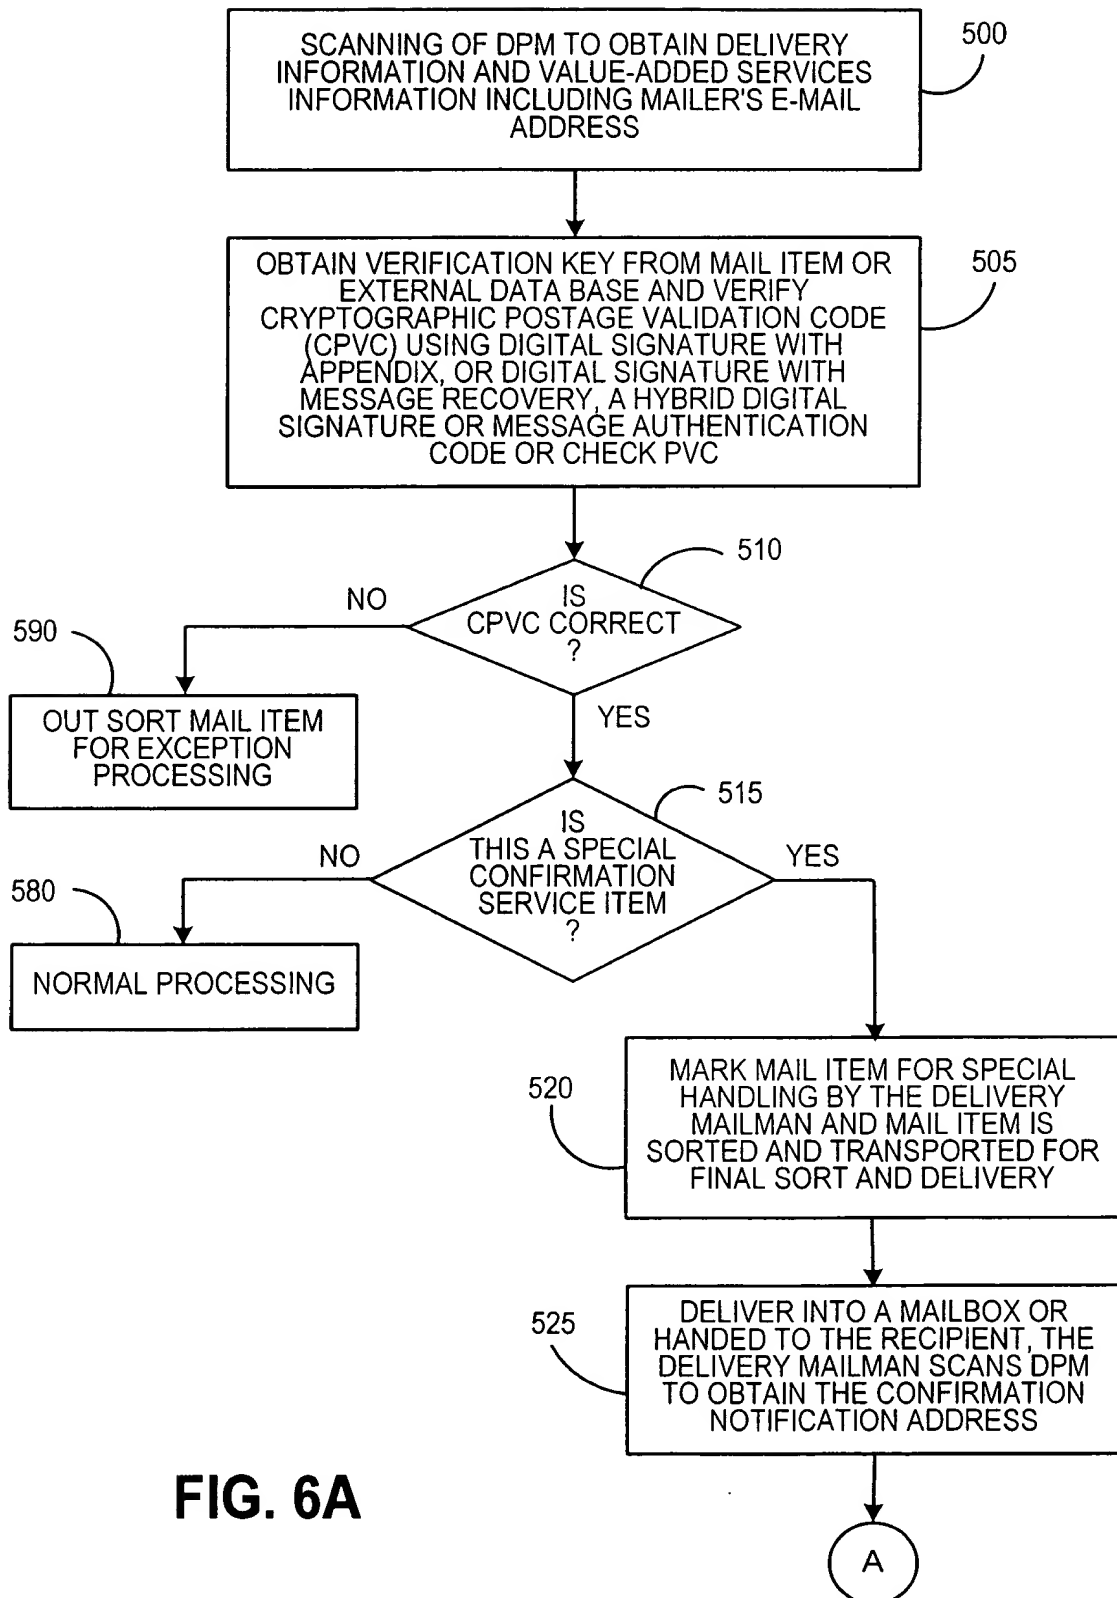 SCANNING OF DPM TO OBTAIN DELIVERY
INFORMATION AND VALUE-ADDED SERVICES
INFORMATION INCLUDING MAILER'S E-MAIL
ADDRESS
500
OBTAIN VERIFICATION KEY FROM MAIL ITEM OR
EXTERNAL DATA BASE AND VERIFY
CRYPTOGRAPHIC POSTAGE VALIDATION CODE
(CPVC) USING DIGITAL SIGNATURE WITH
APPENDIX, OR DIGITAL SIGNATURE WITH
MESSAGE RECOVERY, A HYBRID DIGITAL
SIGNATURE OR MESSAGE AUTHENTICATION
CODE OR CHECK PVC
505
IS
CPVC CORRECT
?
510
NO
590
OUT SORT MAIL ITEM
FOR EXCEPTION
PROCESSING
YES
IS
THIS A SPECIAL
CONFIRMATION
SERVICE ITEM
?
515
NO
580
NORMAL PROCESSING
YES
520
MARK MAIL ITEM FOR SPECIAL
HANDLING BY THE DELIVERY
MAILMAN AND MAIL ITEM IS
SORTED AND TRANSPORTED FOR
FINAL SORT AND DELIVERY
525
DELIVER INTO A MAILBOX OR
HANDED TO THE RECIPIENT, THE
DELIVERY MAILMAN SCANS DPM
TO OBTAIN THE CONFIRMATION
NOTIFICATION ADDRESS
A
FIG. 6A